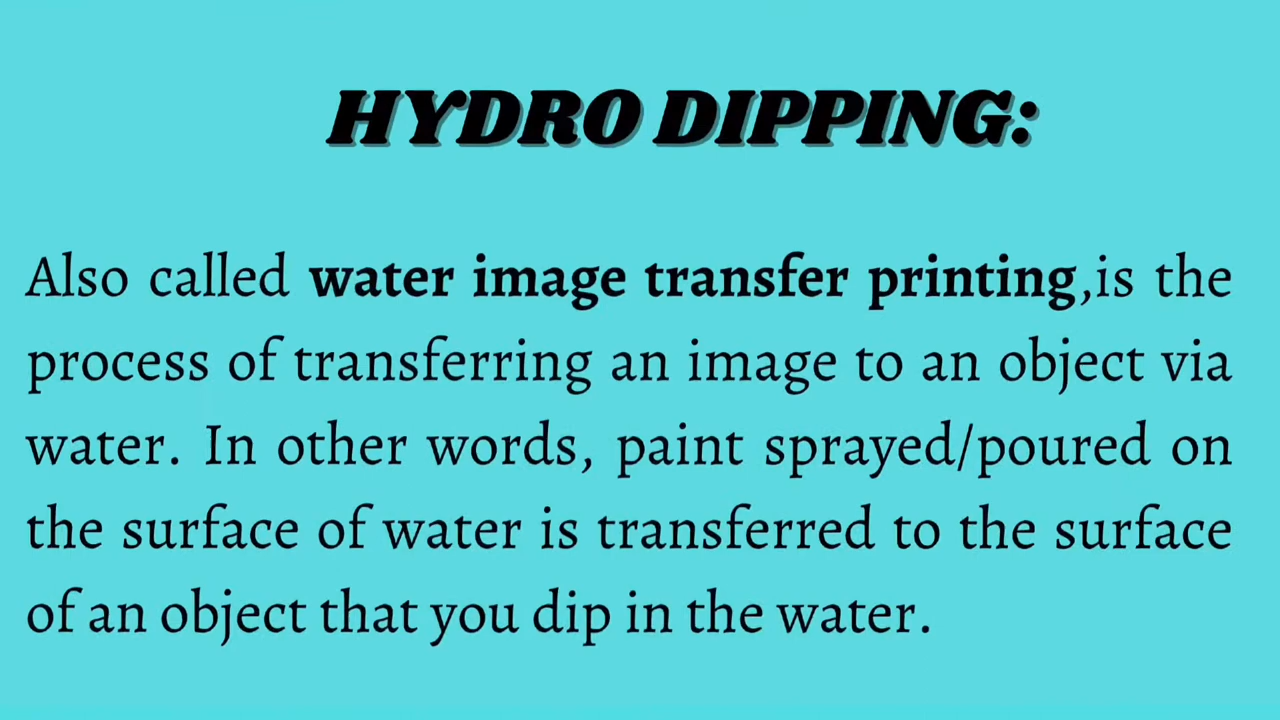 HYDRO DIPPING:
Also called water image transfer printing,is the
process of transferring an image to an object via
water. In other words, paint sprayed/poured on
the surface of water is transferred to the surface
of an object that you dip in the water.